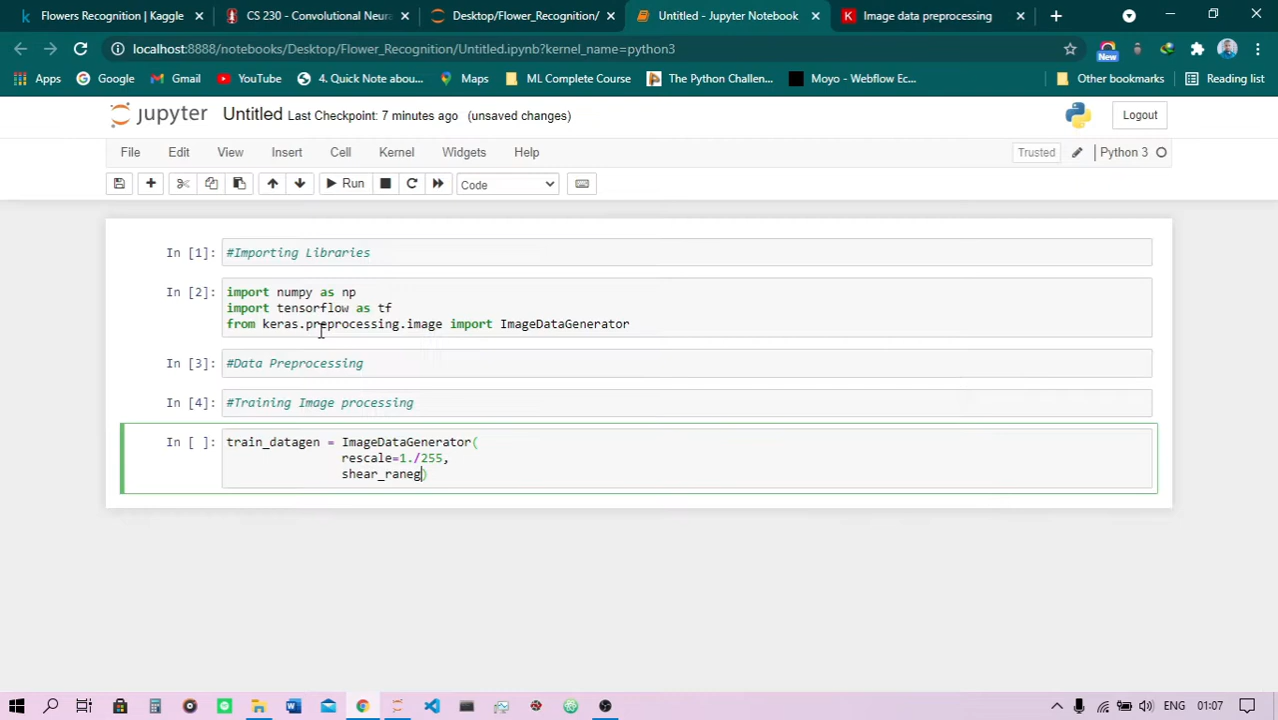 Flowers Recognition | Kaggle
CS 230 - Convolutional Neura
Desktop/Flower_Recognition/
Untitled - Jupyter Notebook
Image data preprocessing
localhost:8888/notebooks/Desktop/Flower_Recognition/Untitled.ipynb?kernel_name=python3
New
Apps
Google
Gmail
YouTube
4. Quick Note abou...
Maps
ML Complete Course
The Python Challen...
Moyo - Webflow Ec...
Other bookmarks
Reading list
jupyter Untitled Last Checkpoint: 7 minutes ago (unsaved changes)
Logout
File Edit View Insert Cell Kernel Widgets Help
Trusted
Python 3
Run
Code
In [1]: #Importing Libraries
In [2]: import numpy as np
import tensorflow as tf
from keras.preprocessing.image import ImageDataGenerator
In [3]: #Data Preprocessing
In [4]: #Training Image processing
In [ ]: train_datagen = ImageDataGenerator(
rescale=1./255,
shear_raneg)
ENG 01:07